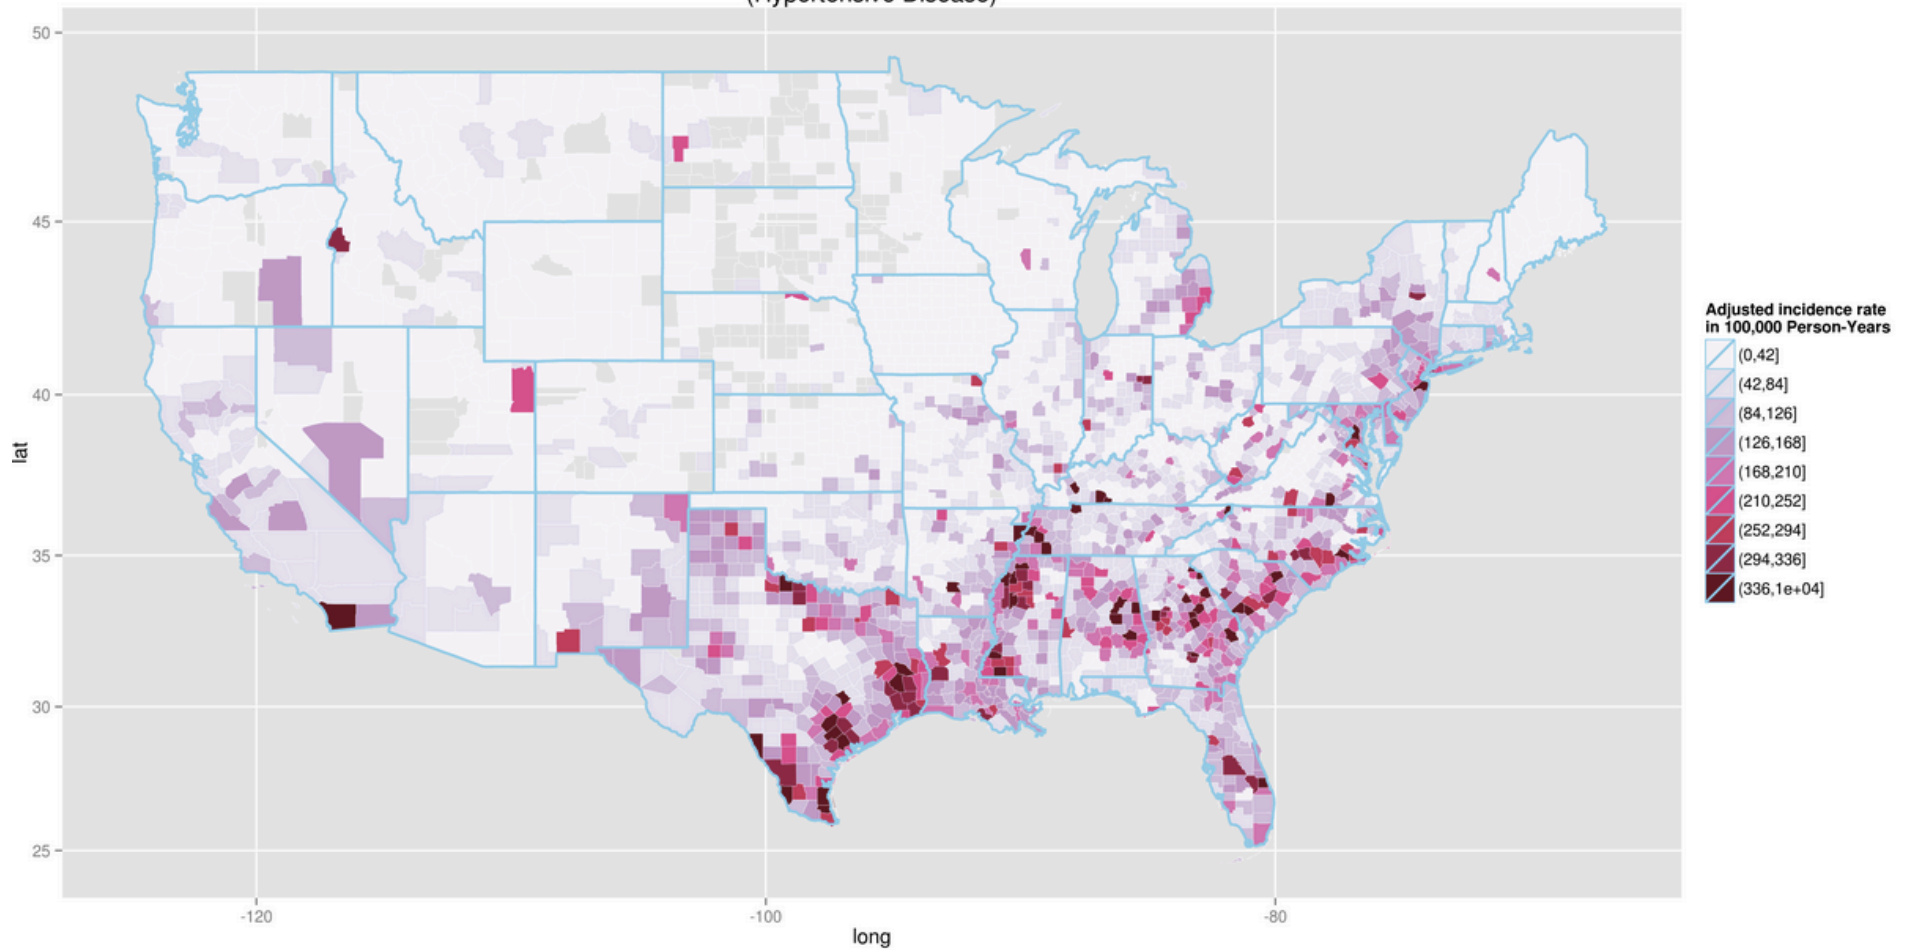 (Hypertensive Disease)
50
45
40
35
30
25
lat
-120
-100
-80
long
Adjusted incidence rate
in 100,000 Person-Years
(0,42]
(42,84]
(84,126]
(126,168]
(168,210]
(210,252]
(252,294]
(294,336]
(336,1e+04]